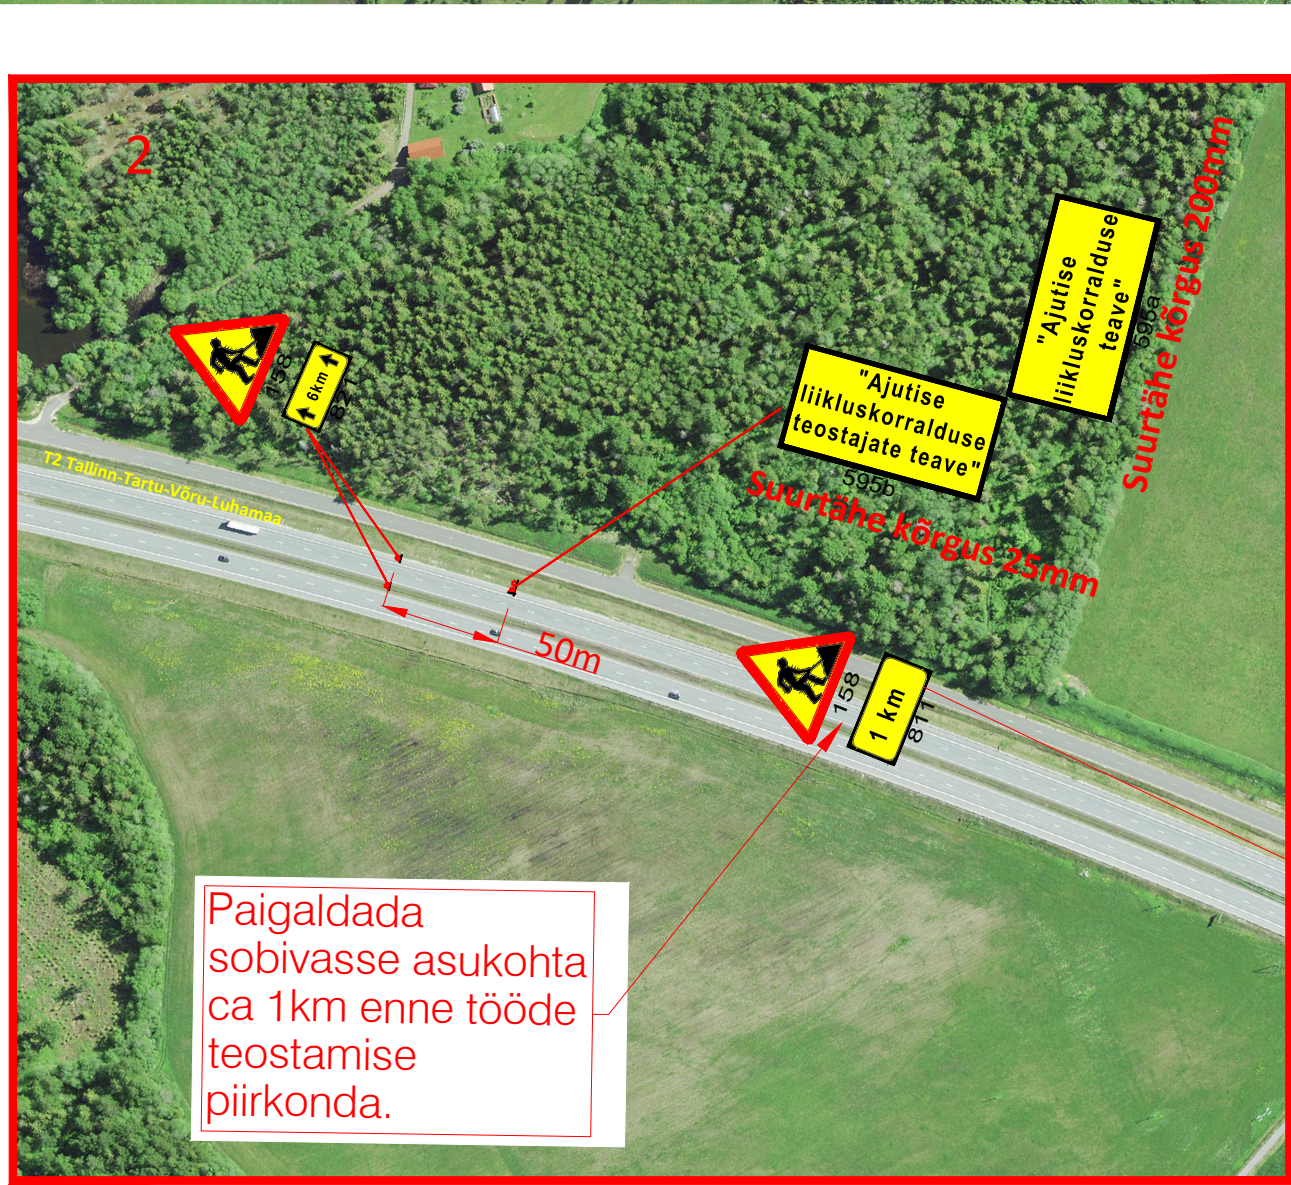 2
"Ajutise
liikluskorralduse
teave"
595a
Suurtähe kõrgus 200mm
158
6km
821
"Ajutise
liikluskorralduse
teostajate teave"
595b
Suurtähe kõrgus 25mm
T2 Tallinn-Tartu-Võru-Luhamaa
50m
158
1 km
811
Paigaldada
sobivasse asukohta
ca 1km enne tööde
teostamise
piirkonda.